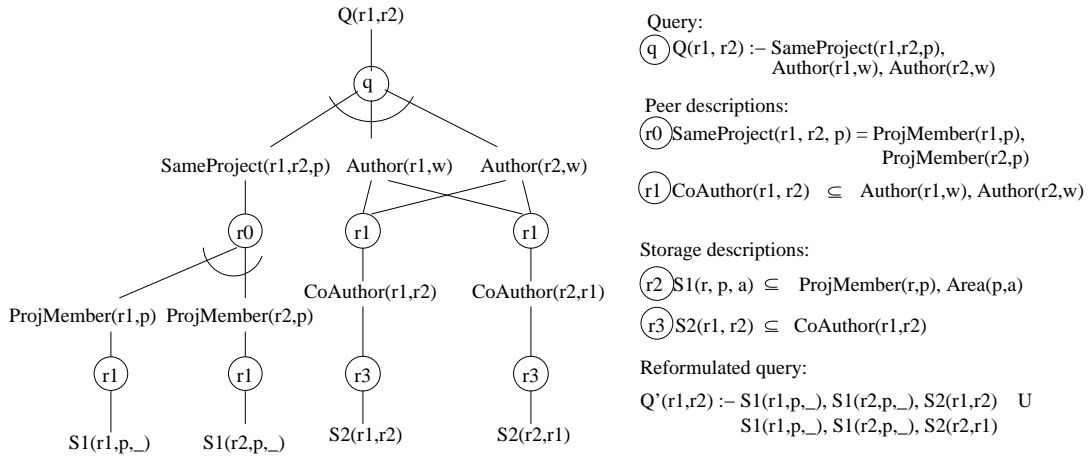 Q(r1,r2)
q
SameProject(r1,r2,p) Author(r1,w) Author(r2,w)
r0 r1 r1
CoAuthor(r1,r2) CoAuthor(r2,r1)
ProjMember(r1,p) ProjMember(r2,p)
r1 r1 r3 r3
S1(r1,p,_) S1(r2,p,_) S2(r1,r2) S2(r2,r1)
Query:
q Q(r1, r2) :– SameProject(r1,r2,p),
Author(r1,w), Author(r2,w)
Peer descriptions:
r0 SameProject(r1, r2, p) = ProjMember(r1,p),
ProjMember(r2,p)
r1 CoAuthor(r1, r2) ⊆ Author(r1,w), Author(r2,w)
Storage descriptions:
r2 S1(r, p, a) ⊆ ProjMember(r,p), Area(p,a)
r3 S2(r1, r2) ⊆ CoAuthor(r1,r2)
Reformulated query:
Q’(r1,r2) :– S1(r1,p,_), S1(r2,p,_), S2(r1,r2) U
S1(r1,p,_), S1(r2,p,_), S2(r2,r1)